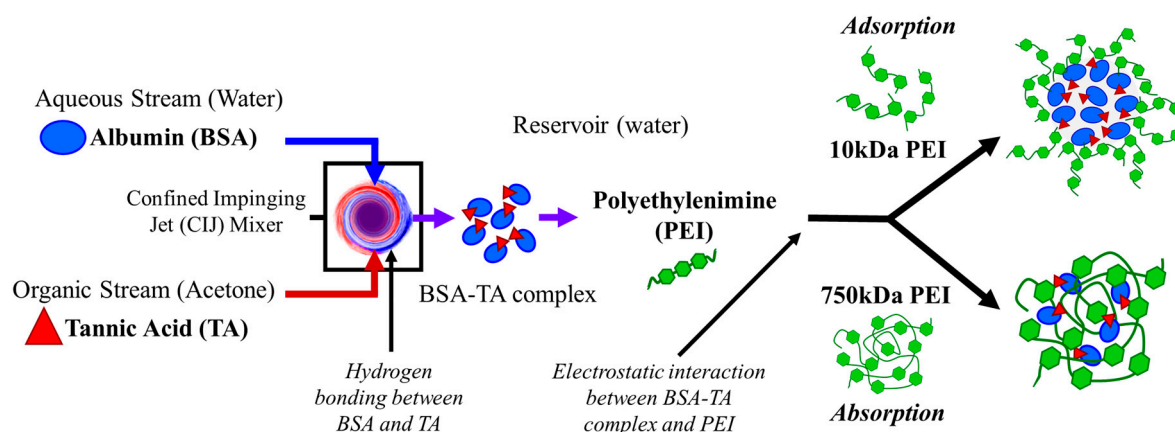 Aqueous Stream (Water)
Albumin (BSA)
Confined Impinging
Jet (CIJ) Mixer
Organic Stream (Acetone)
Tannic Acid (TA)
Hydrogen
bonding between
BSA and TA
BSA-TA complex
Reservoir (water)
Polyethylenimine
(PEI)
Electrostatic interaction
between BSA-TA
complex and PEI
Adsorption
10kDa PEI
750kDa PEI
Absorption